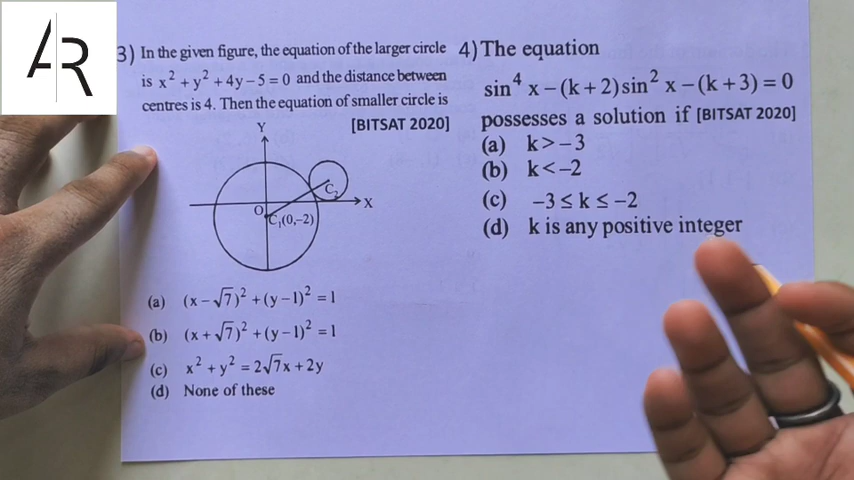 AR
3) In the given figure, the equation of the larger circle
is x² + y² + 4y – 5 = 0 and the distance between
centres is 4. Then the equation of smaller circle is
[BITSAT 2020]
Y
C₂
X
O
C₁(0,–2)
(a) (x – √7)² + (y – 1)² = 1
(b) (x + √7)² + (y – 1)² = 1
(c) x² + y² = 2√7x + 2y
(d) None of these
4) The equation
sin⁴ x – (k + 2) sin² x – (k + 3) = 0
possesses a solution if [BITSAT 2020]
(a) k > – 3
(b) k < –2
(c) –3 ≤ k ≤ –2
(d) k is any positive integer